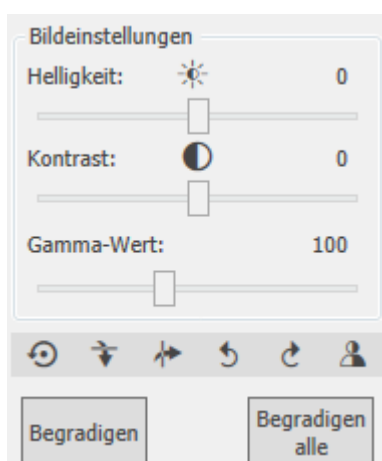 Bildeinstellungen
Helligkeit: 0
Kontrast: 0
Gamma-Wert: 100
Begradigen
Begradigen
alle